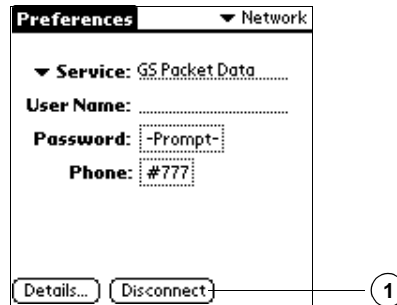 Preferences ▼ Network
▼ Service: GS Packet Data
User Name:
Password: -Prompt-
Phone: #777
Details... Disconnect 1